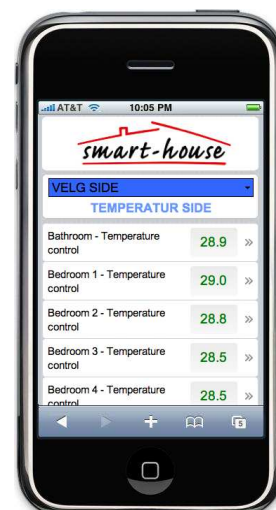 AT&T 10:05 PM
smart-house
VELG SIDE
TEMPERATUR SIDE
Bathroom - Temperature
control
28.9 »
Bedroom 1 - Temperature
control
29.0 »
Bedroom 2 - Temperature
control
28.8 »
Bedroom 3 - Temperature
control
28.5 »
Bedroom 4 - Temperature
control
28.5 »
5